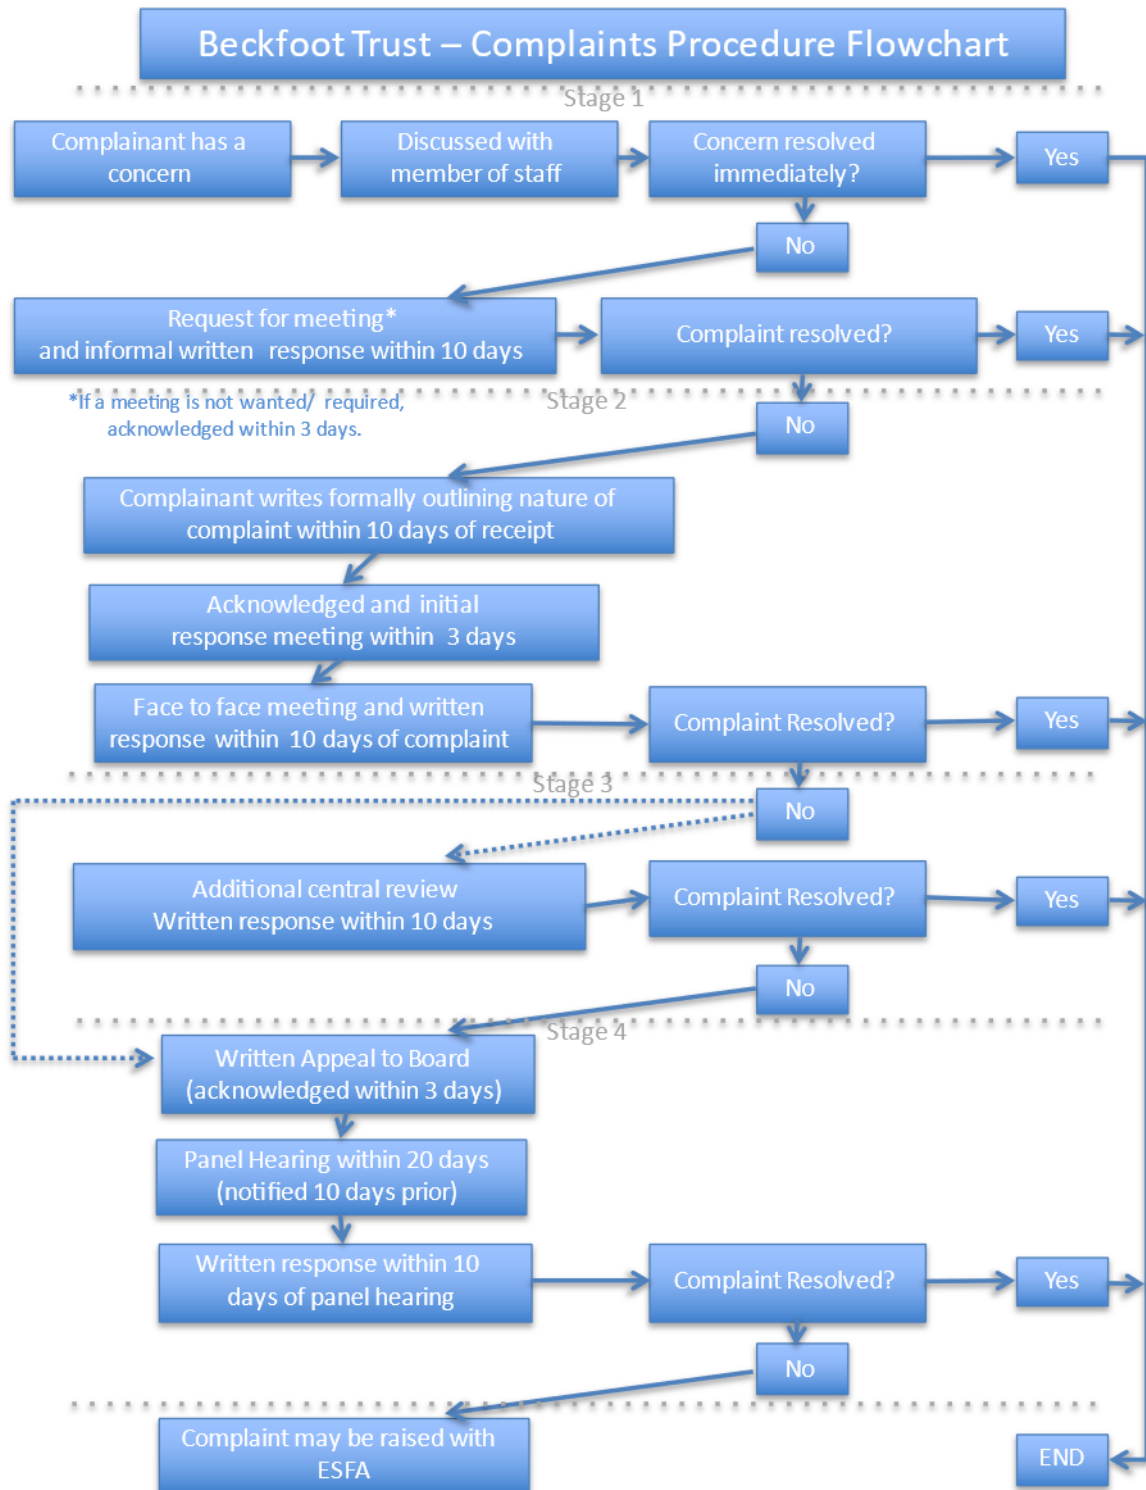 Beckfoot Trust – Complaints Procedure Flowchart
Stage 1
Complainant has a
concern
Discussed with
member of staff
Concern resolved
immediately?
Yes
No
Request for meeting*
and informal written response within 10 days
Complaint resolved?
Yes
Stage 2
*If a meeting is not wanted/ required,
acknowledged within 3 days.
No
Complainant writes formally outlining nature of
complaint within 10 days of receipt
Acknowledged and initial
response meeting within 3 days
Face to face meeting and written
response within 10 days of complaint
Complaint Resolved?
Yes
Stage 3
No
Additional central review
Written response within 10 days
Complaint Resolved?
Yes
No
Stage 4
Written Appeal to Board
(acknowledged within 3 days)
Panel Hearing within 20 days
(notified 10 days prior)
Written response within 10
days of panel hearing
Complaint Resolved?
Yes
No
Complaint may be raised with
ESFA
END